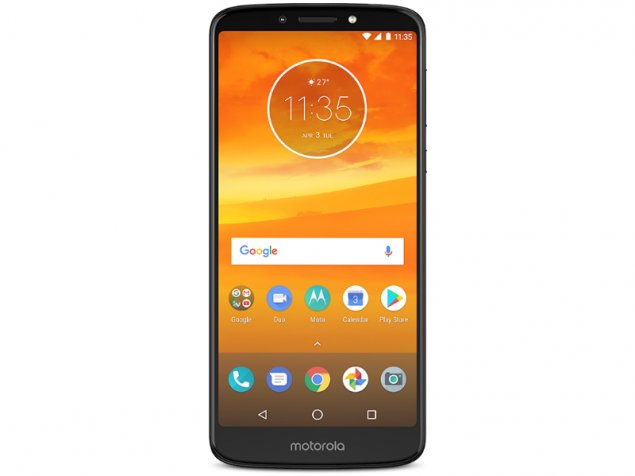 11:35
27°
11:35
APR 3 TUE
Google
Google
Duo
Moto
3
Calendar
Play Store
motorola